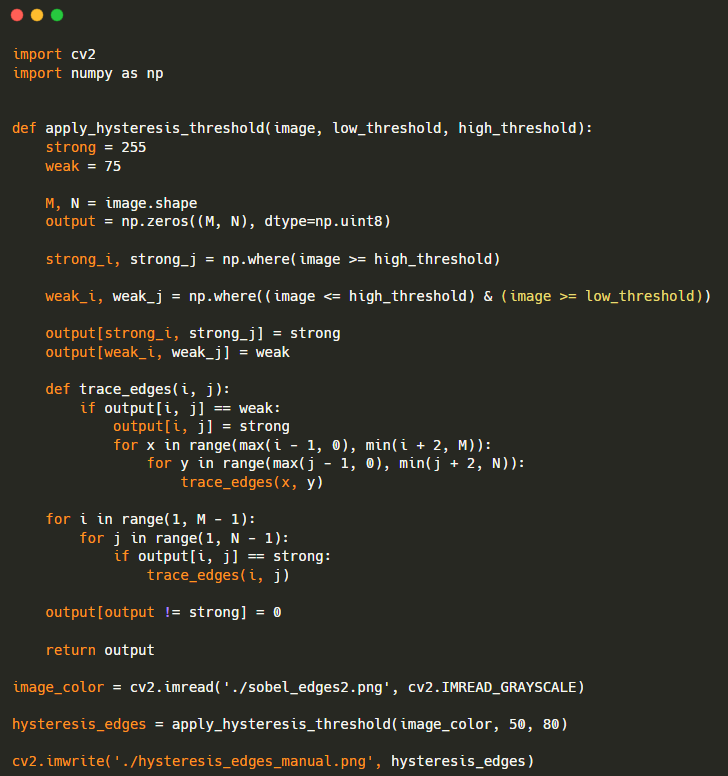 import cv2
import numpy as np
def apply_hysteresis_threshold(image, low_threshold, high_threshold):
    strong = 255
    weak = 75
    M, N = image.shape
    output = np.zeros((M, N), dtype=np.uint8)
    strong_i, strong_j = np.where(image >= high_threshold)
    weak_i, weak_j = np.where((image <= high_threshold) & (image >= low_threshold))
    output[strong_i, strong_j] = strong
    output[weak_i, weak_j] = weak
    def trace_edges(i, j):
        if output[i, j] == weak:
            output[i, j] = strong
            for x in range(max(i - 1, 0), min(i + 2, M)):
                for y in range(max(j - 1, 0), min(j + 2, N)):
                    trace_edges(x, y)
    for i in range(1, M - 1):
        for j in range(1, N - 1):
            if output[i, j] == strong:
                trace_edges(i, j)
    output[output != strong] = 0
    return output
image_color = cv2.imread('./sobel_edges2.png', cv2.IMREAD_GRAYSCALE)
hysteresis_edges = apply_hysteresis_threshold(image_color, 50, 80)
cv2.imwrite('./hysteresis_edges_manual.png', hysteresis_edges)